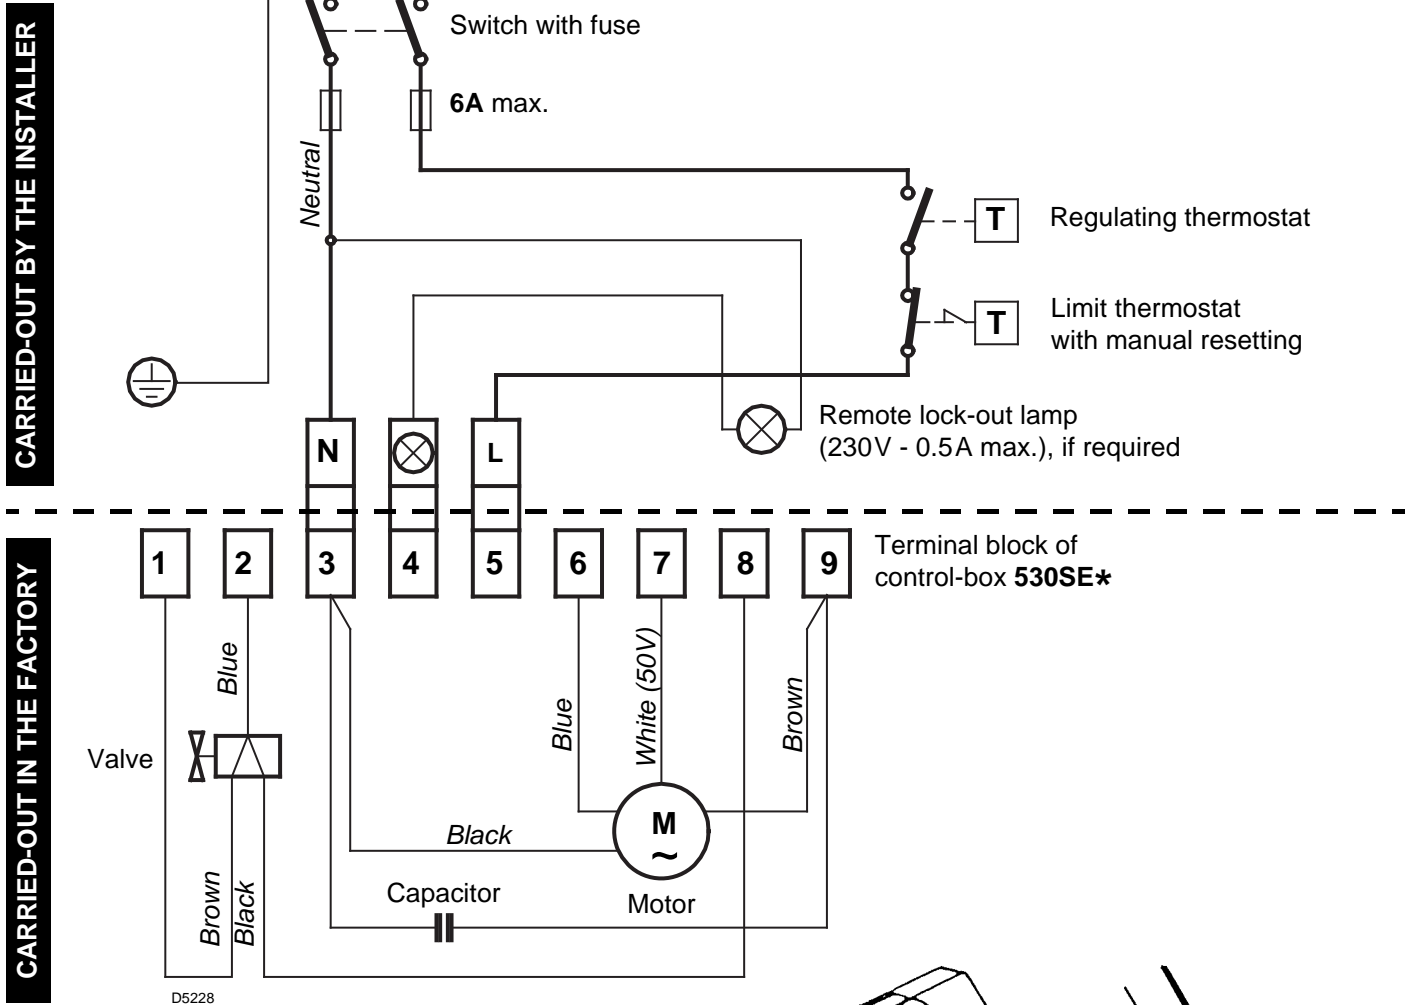 CARRIED-OUT BY THE INSTALLER
Switch with fuse
6A max.
Neutral
T Regulating thermostat
T Limit thermostat
with manual resetting
Remote lock-out lamp
(230V - 0.5A max.), if required
N L
1 2 3 4 5 6 7 8 9
Terminal block of
control-box 530SE*
CARRIED-OUT IN THE FACTORY
Blue
Blue
White (50V)
Brown
Valve
M
~
Black
Capacitor
Motor
Brown
Black
D5228